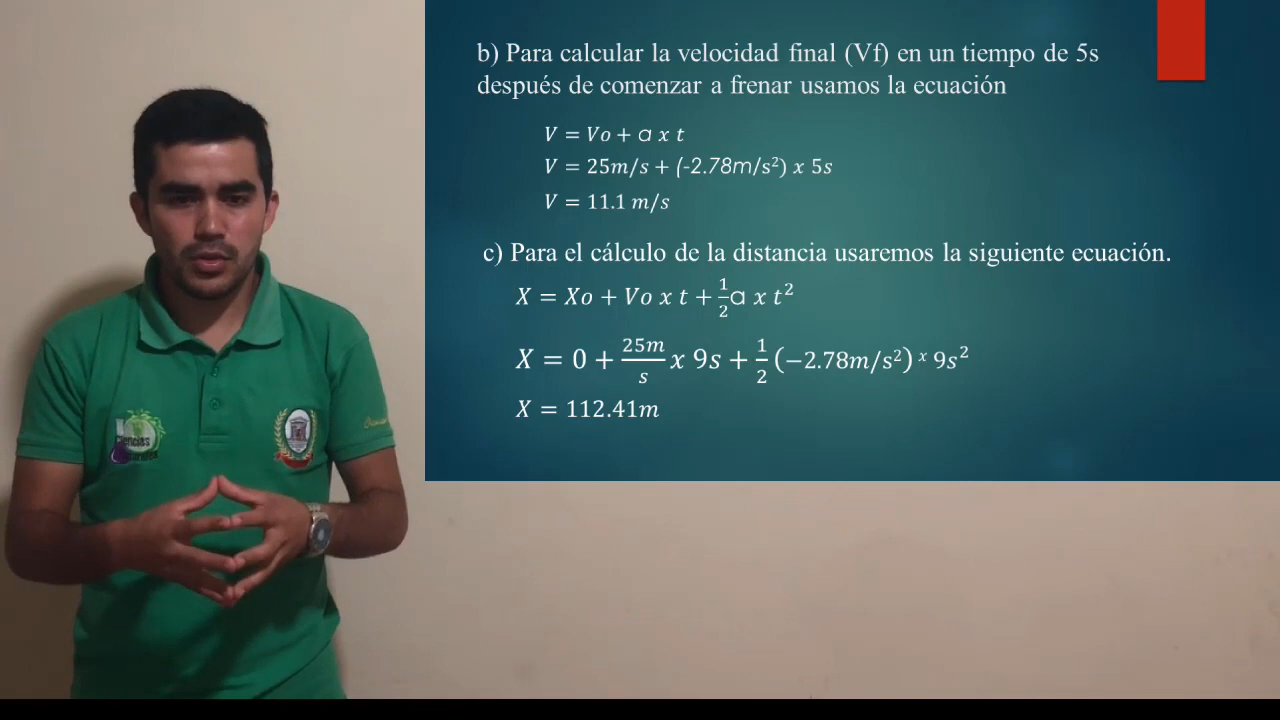 b) Para calcular la velocidad final (Vf) en un tiempo de 5s
después de comenzar a frenar usamos la ecuación
V = Vo + a x t
V = 25m/s + (-2.78m/s²) x 5s
V = 11.1 m/s
c) Para el cálculo de la distancia usaremos la siguiente ecuación.
X = Xo + Vo x t + 1/2 a x t²
X = 0 + 25m/s x 9s + 1/2 (−2.78m/s²) x 9s²
X = 112.41m
Ciencias